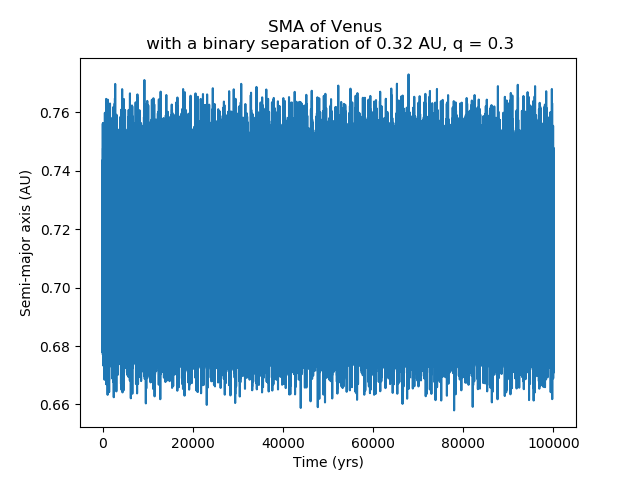 SMA of Venus
with a binary separation of 0.32 AU, q = 0.3
Semi-major axis (AU)
0.76
0.74
0.72
0.70
0.68
0.66
0 20000 40000 60000 80000 100000
Time (yrs)